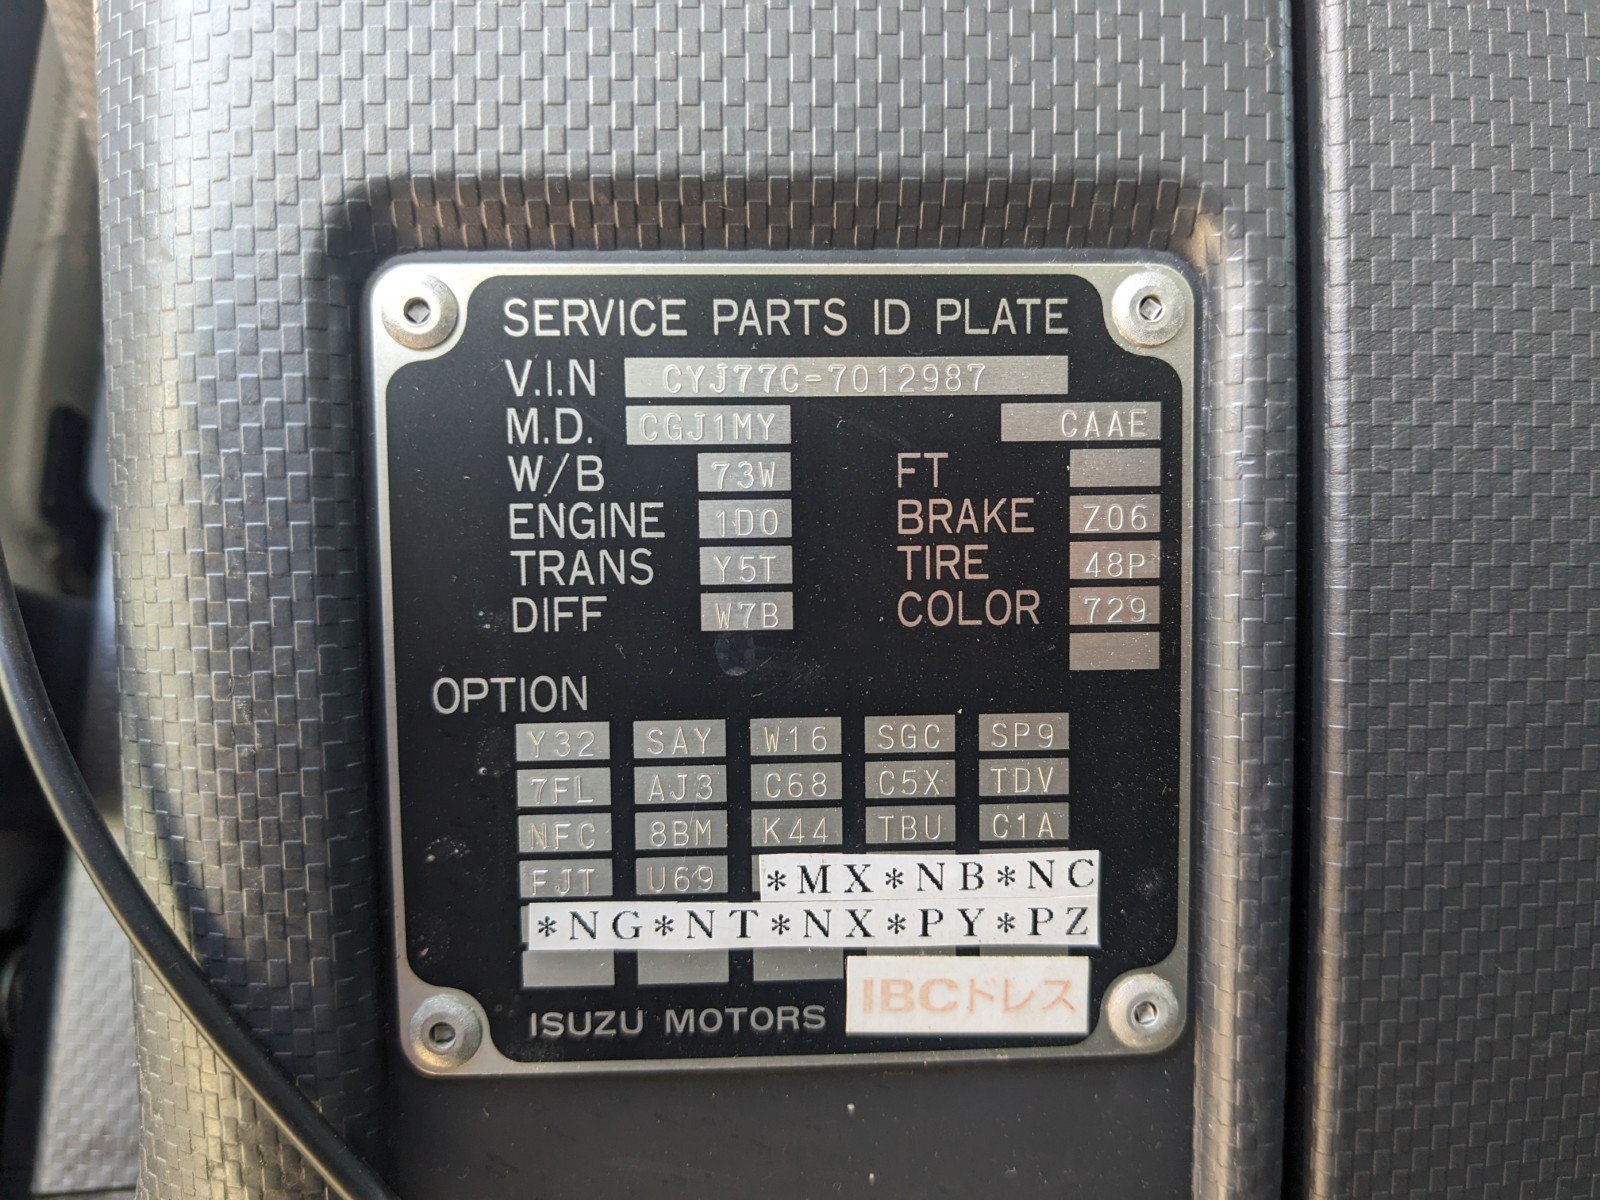 SERVICE PARTS ID PLATE
V.I.N CYJ77C-7012987
M.D. CGJ1MY CAAE
W/B 73W FT
ENGINE 1D0 BRAKE Z06
TRANS Y5T TIRE 48P
DIFF W7B COLOR 729
OPTION
Y32 SAY W16 SGC SP9
7FL AJ3 C68 C5X TDV
NFC 8BM K44 TBU C1A
FJT U69 *MX*NB*NC
*NG*NT*NX*PY*PZ
ISUZU MOTORS IBCドレス